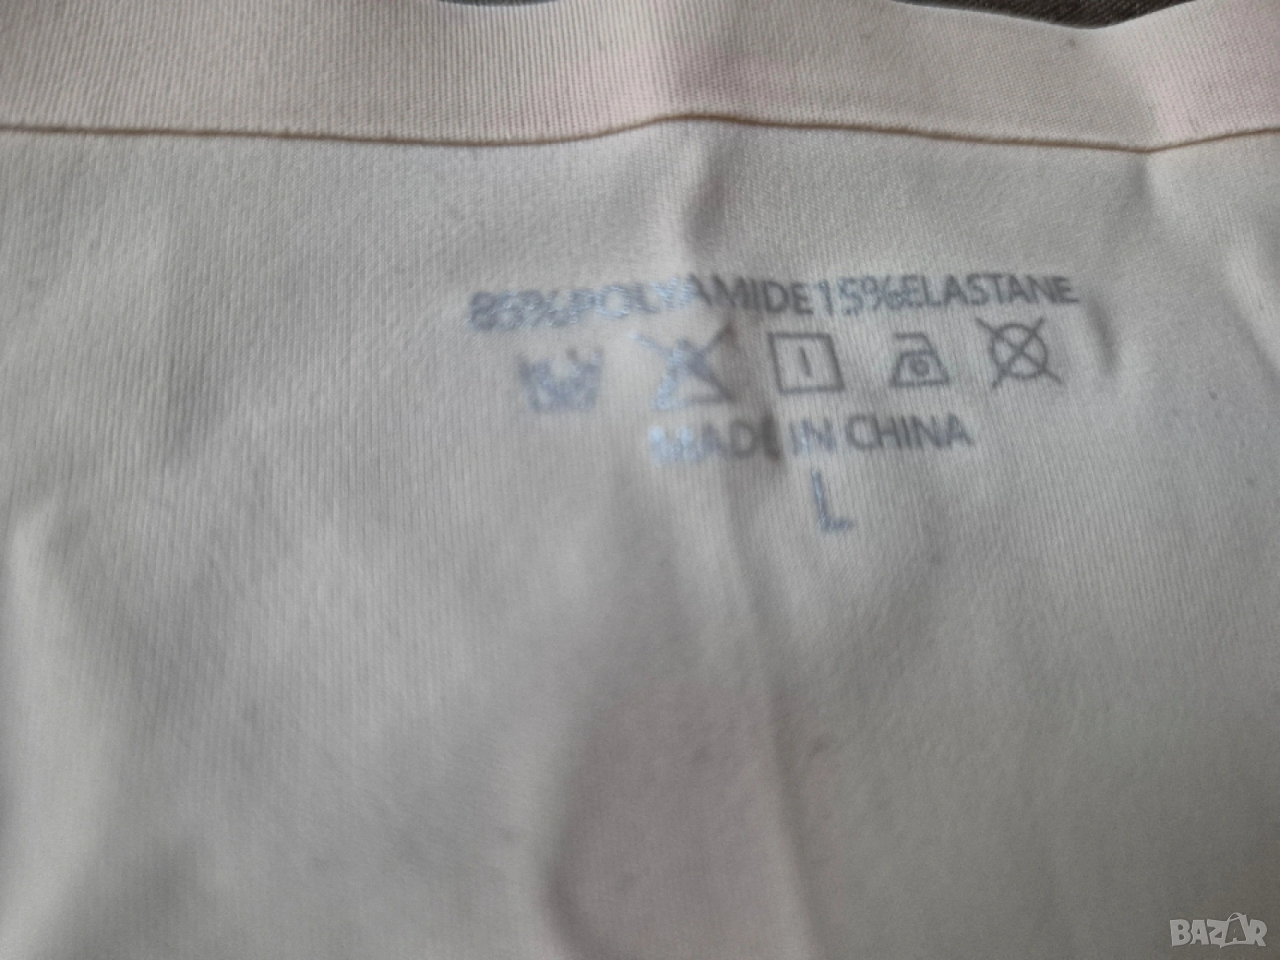 85%POLYAMIDE15%ELASTANE
MADE IN CHINA
L
BAZAR